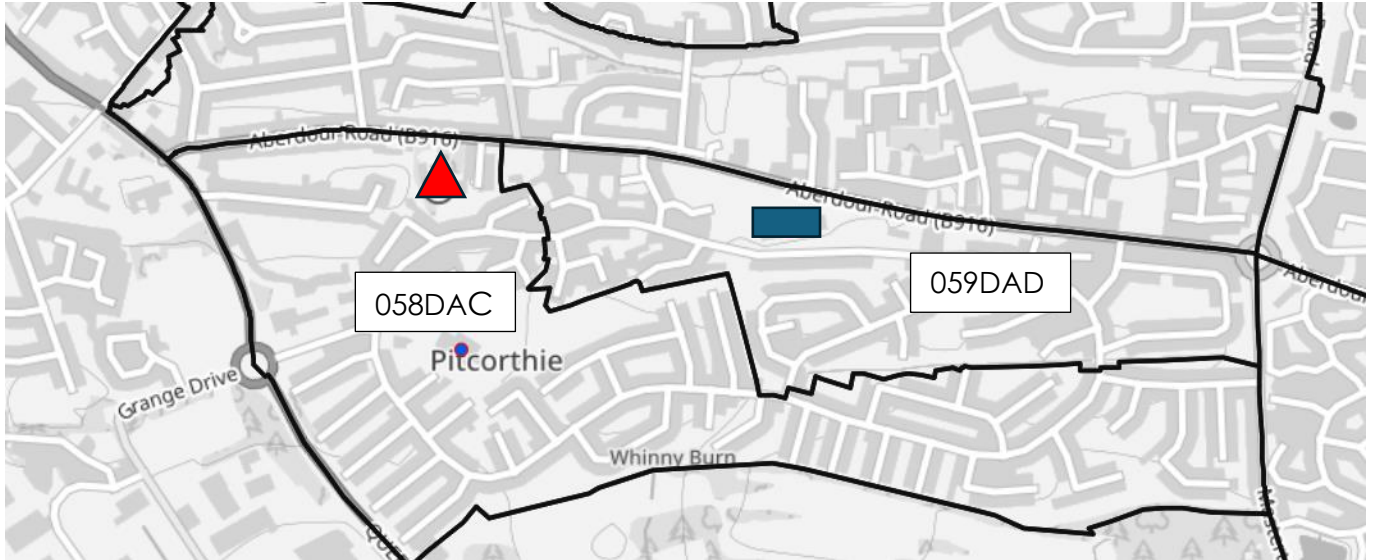 Aberdour Road (B916)
Aberdour Road (B916)
059DAD
058DAC
Pitcorthie
Grange Drive
Whinny Burn